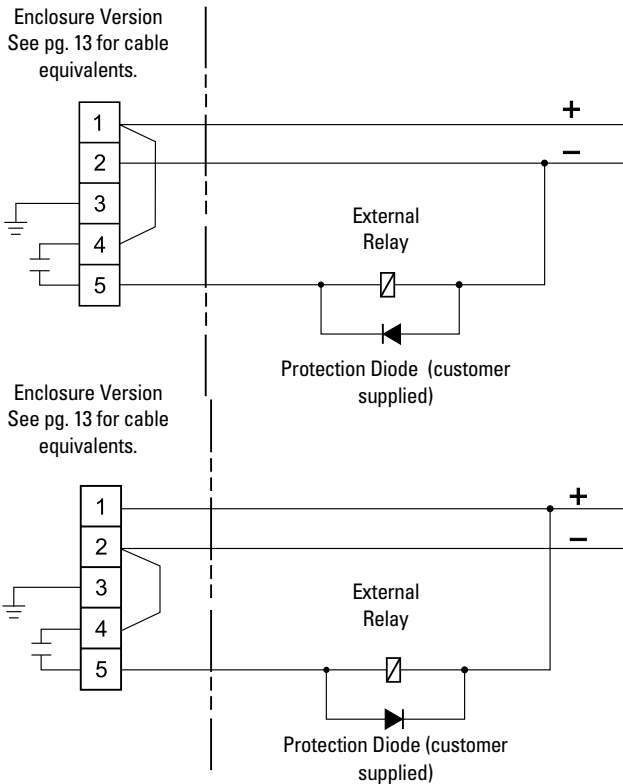 Enclosure Version
See pg. 13 for cable
equivalents.
1
+
2
−
3
External
Relay
4
5
Protection Diode (customer
supplied)
Enclosure Version
See pg. 13 for cable
equivalents.
1
+
2
−
3
External
Relay
4
5
Protection Diode (customer
supplied)